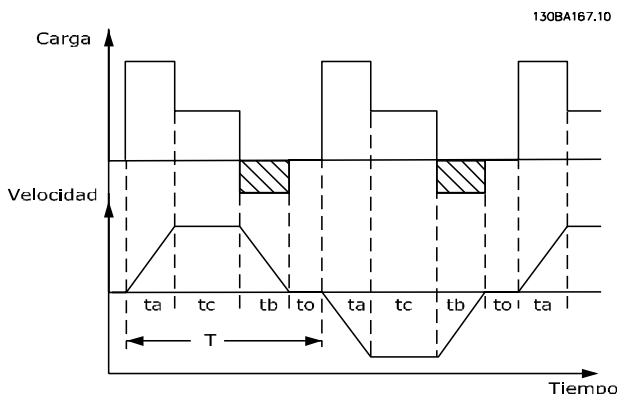 130BA167.10
Carga
Velocidad
ta tc tb to ta tc tb to ta
T
Tiempo